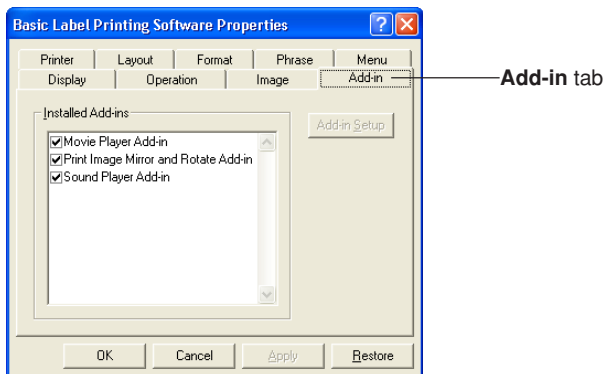 Basic Label Printing Software Properties
Printer Layout Format Phrase Menu
Display Operation Image Add-in
Add-in tab
Installed Add-ins
Add-in Setup
Movie Player Add-in
Print Image Mirror and Rotate Add-in
Sound Player Add-in
OK Cancel Apply Restore